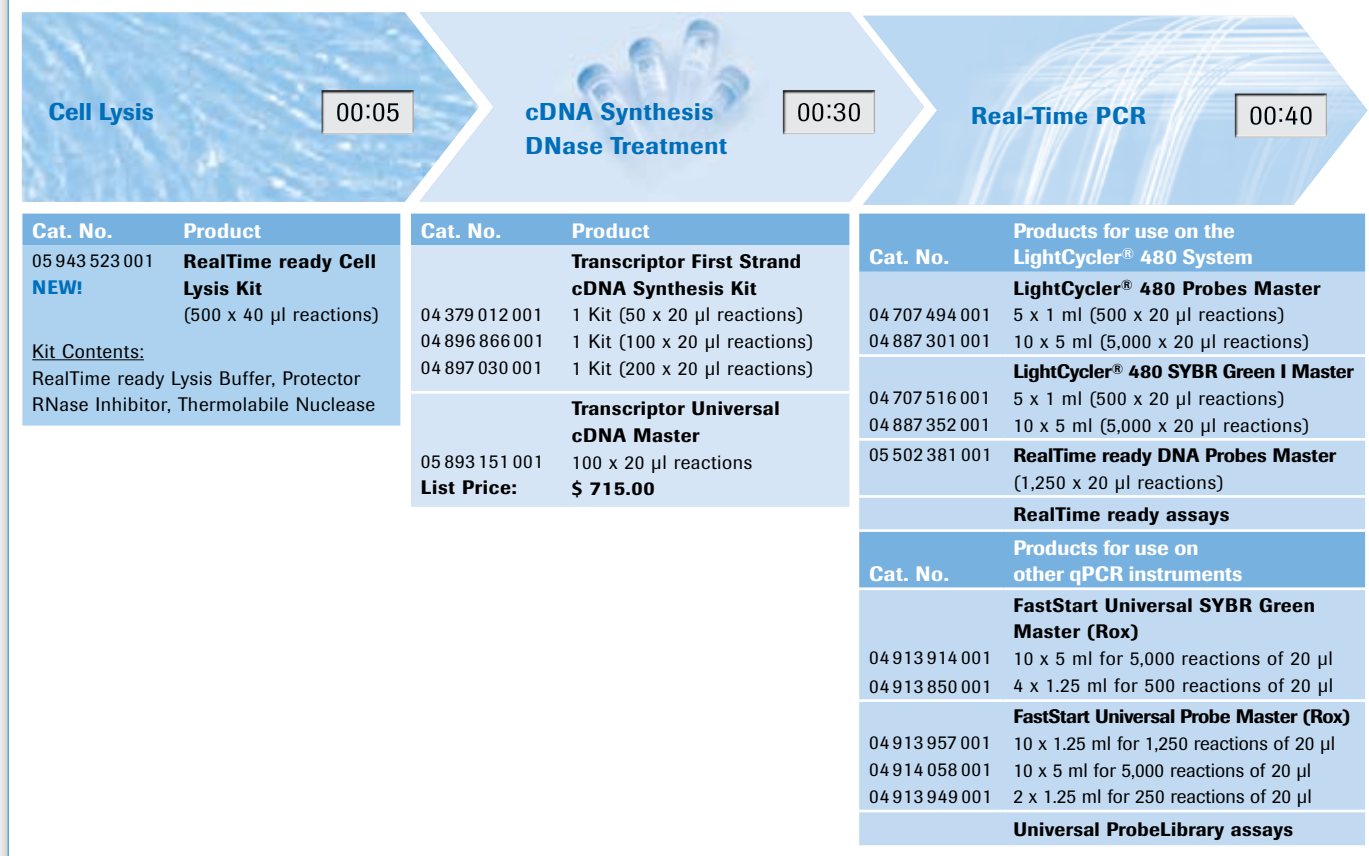 Cell Lysis
00:05
cDNA Synthesis
DNase Treatment
00:30
Real-Time PCR
00:40
Cat. No. Product
05 943 523 001 RealTime ready Cell
NEW! Lysis Kit
(500 x 40 µl reactions)
Kit Contents:
RealTime ready Lysis Buffer, Protector
RNase Inhibitor, Thermolabile Nuclease
Cat. No. Product
Transcriptor First Strand
cDNA Synthesis Kit
04 379 012 001 1 Kit (50 x 20 µl reactions)
04 896 866 001 1 Kit (100 x 20 µl reactions)
04 897 030 001 1 Kit (200 x 20 µl reactions)
Transcriptor Universal
cDNA Master
05 893 151 001 100 x 20 µl reactions
List Price: $ 715.00
Products for use on the
Cat. No. LightCycler® 480 System
LightCycler® 480 Probes Master
04 707 494 001 5 x 1 ml (500 x 20 µl reactions)
04 887 301 001 10 x 5 ml (5,000 x 20 µl reactions)
LightCycler® 480 SYBR Green I Master
04 707 516 001 5 x 1 ml (500 x 20 µl reactions)
04 887 352 001 10 x 5 ml (5,000 x 20 µl reactions)
05 502 381 001 RealTime ready DNA Probes Master
(1,250 x 20 µl reactions)
RealTime ready assays
Products for use on
Cat. No. other qPCR instruments
FastStart Universal SYBR Green
Master (Rox)
04 913 914 001 10 x 5 ml for 5,000 reactions of 20 µl
04 913 850 001 4 x 1.25 ml for 500 reactions of 20 µl
FastStart Universal Probe Master (Rox)
04 913 957 001 10 x 1.25 ml for 1,250 reactions of 20 µl
04 914 058 001 10 x 5 ml for 5,000 reactions of 20 µl
04 913 949 001 2 x 1.25 ml for 250 reactions of 20 µl
Universal ProbeLibrary assays